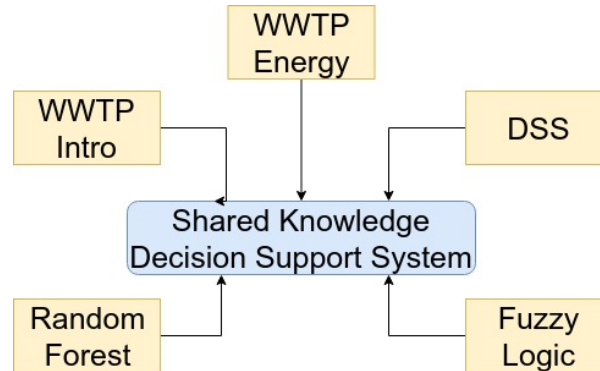 WWTP
Energy
WWTP
Intro
DSS
Shared Knowledge
Decision Support System
Random
Forest
Fuzzy
Logic